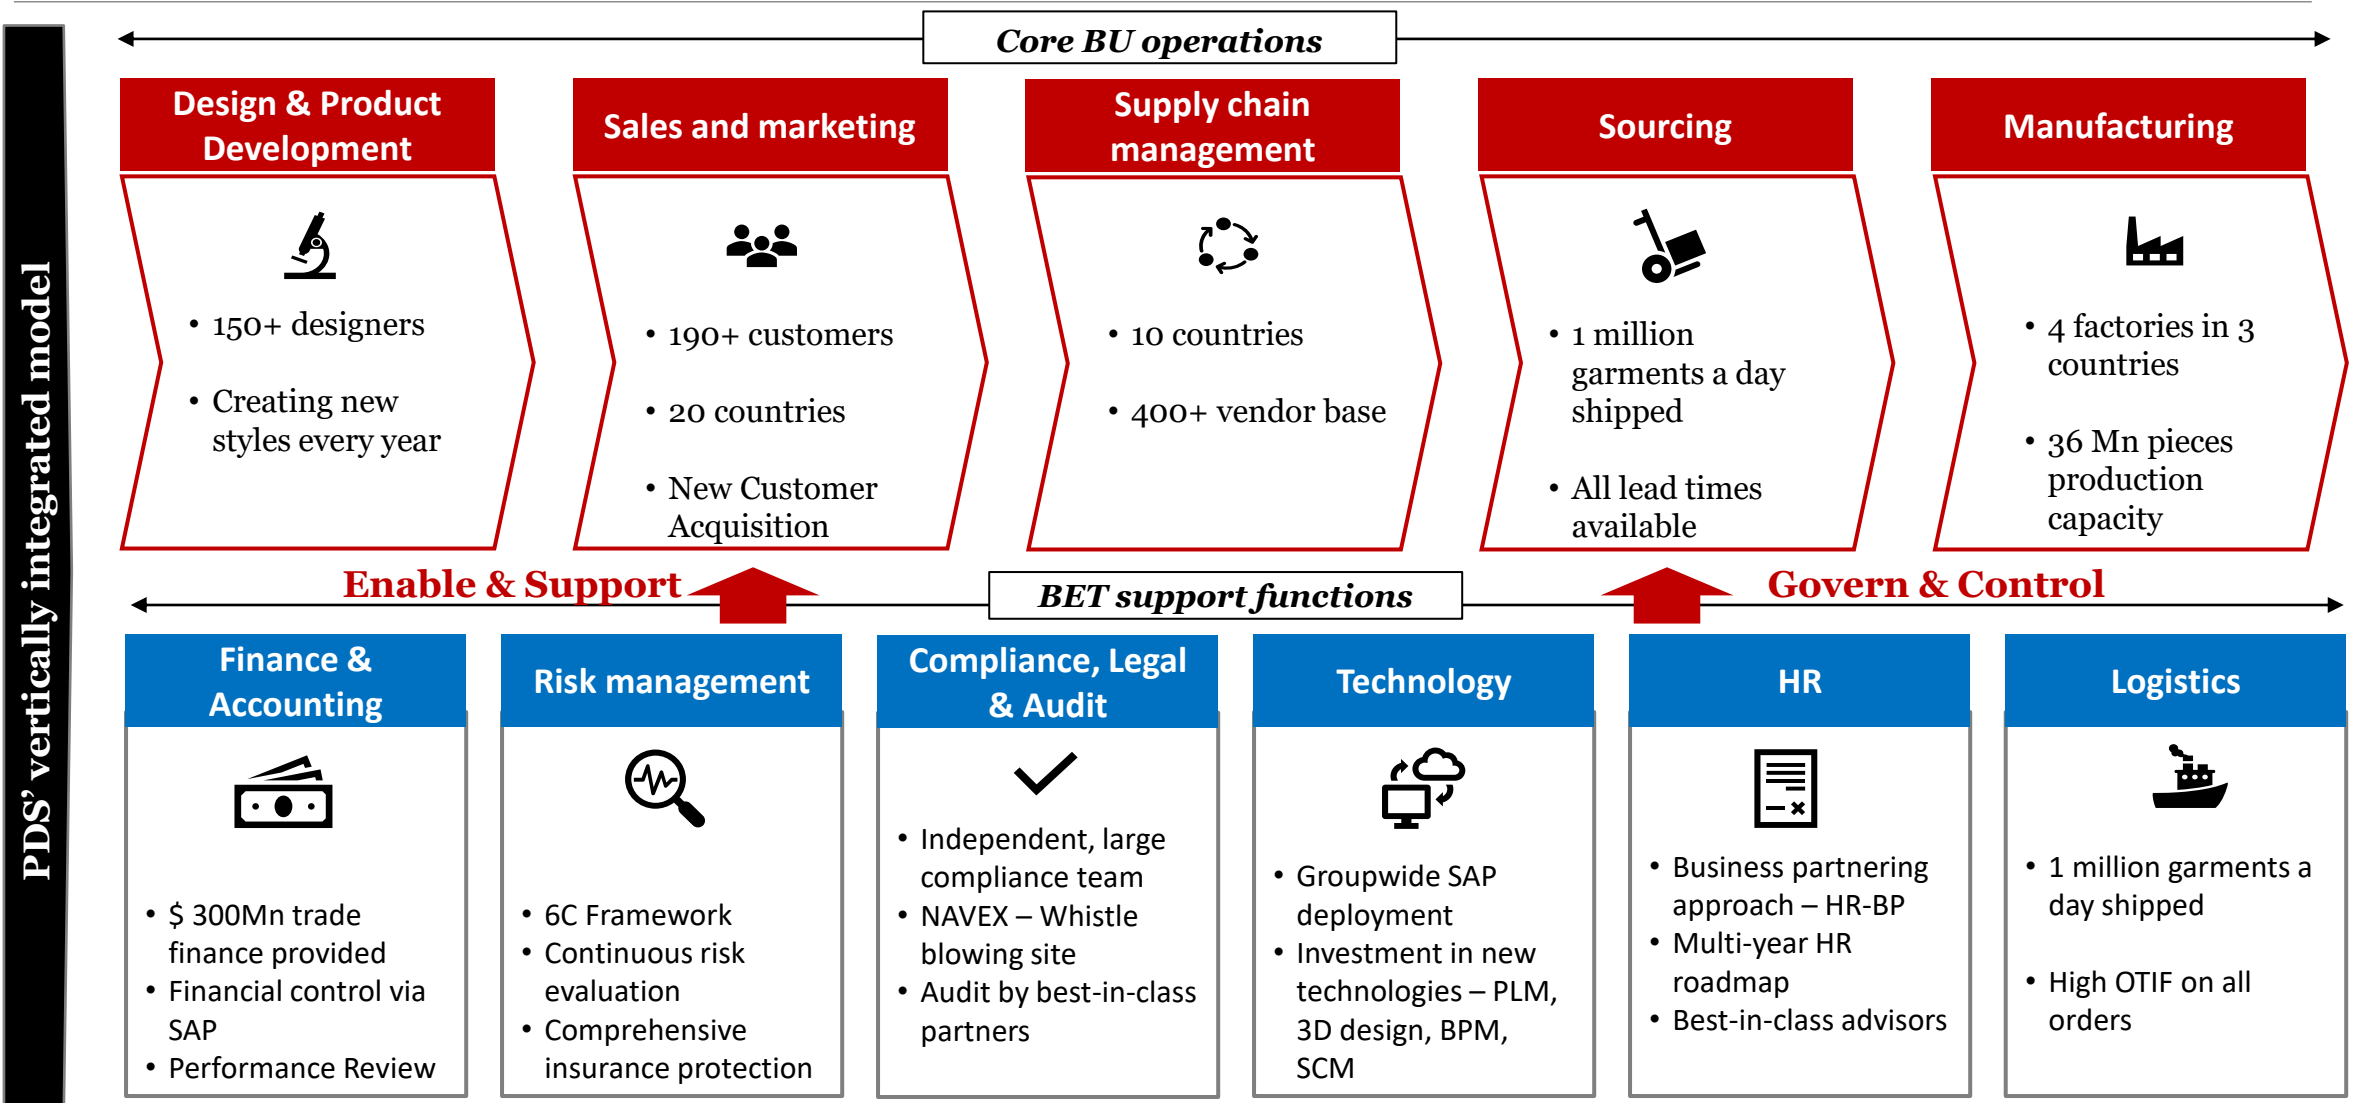 PDS’ vertically integrated model
Core BU operations
Design & Product
Development
• 150+ designers
• Creating new
styles every year
Sales and marketing
• 190+ customers
• 20 countries
• New Customer
Acquisition
Supply chain
management
• 10 countries
• 400+ vendor base
Sourcing
• 1 million
garments a day
shipped
• All lead times
available
Manufacturing
• 4 factories in 3
countries
• 36 Mn pieces
production
capacity
Enable & Support
BET support functions
Govern & Control
Finance &
Accounting
• $ 300Mn trade
finance provided
• Financial control via
SAP
• Performance Review
Risk management
• 6C Framework
• Continuous risk
evaluation
• Comprehensive
insurance protection
Compliance, Legal
& Audit
• Independent, large
compliance team
• NAVEX – Whistle
blowing site
• Audit by best-in-class
partners
Technology
• Groupwide SAP
deployment
• Investment in new
technologies – PLM,
3D design, BPM,
SCM
HR
• Business partnering
approach – HR-BP
• Multi-year HR
roadmap
• Best-in-class advisors
Logistics
• 1 million garments a
day shipped
• High OTIF on all
orders